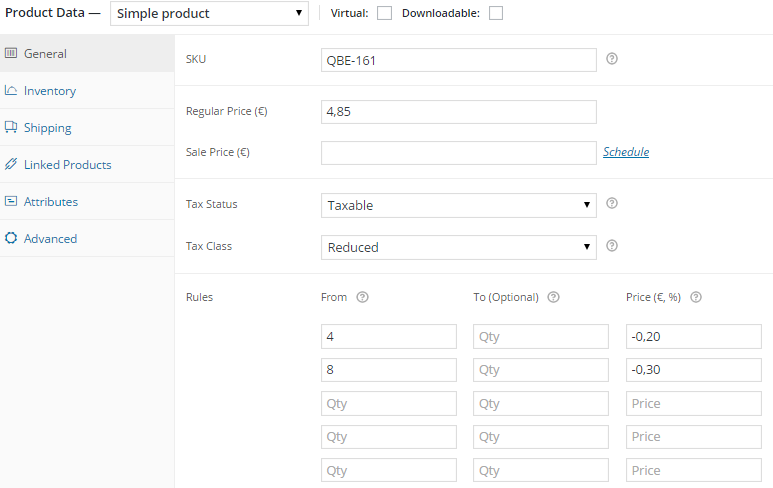 Product Data — Simple product Virtual: Downloadable:
General
Inventory
Shipping
Linked Products
Attributes
Advanced
SKU QBE-161
Regular Price (€) 4,85
Sale Price (€) Schedule
Tax Status Taxable
Tax Class Reduced
Rules From To (Optional) Price (€, %)
4 Qty -0,20
8 Qty -0,30
Qty Qty Price
Qty Qty Price
Qty Qty Price